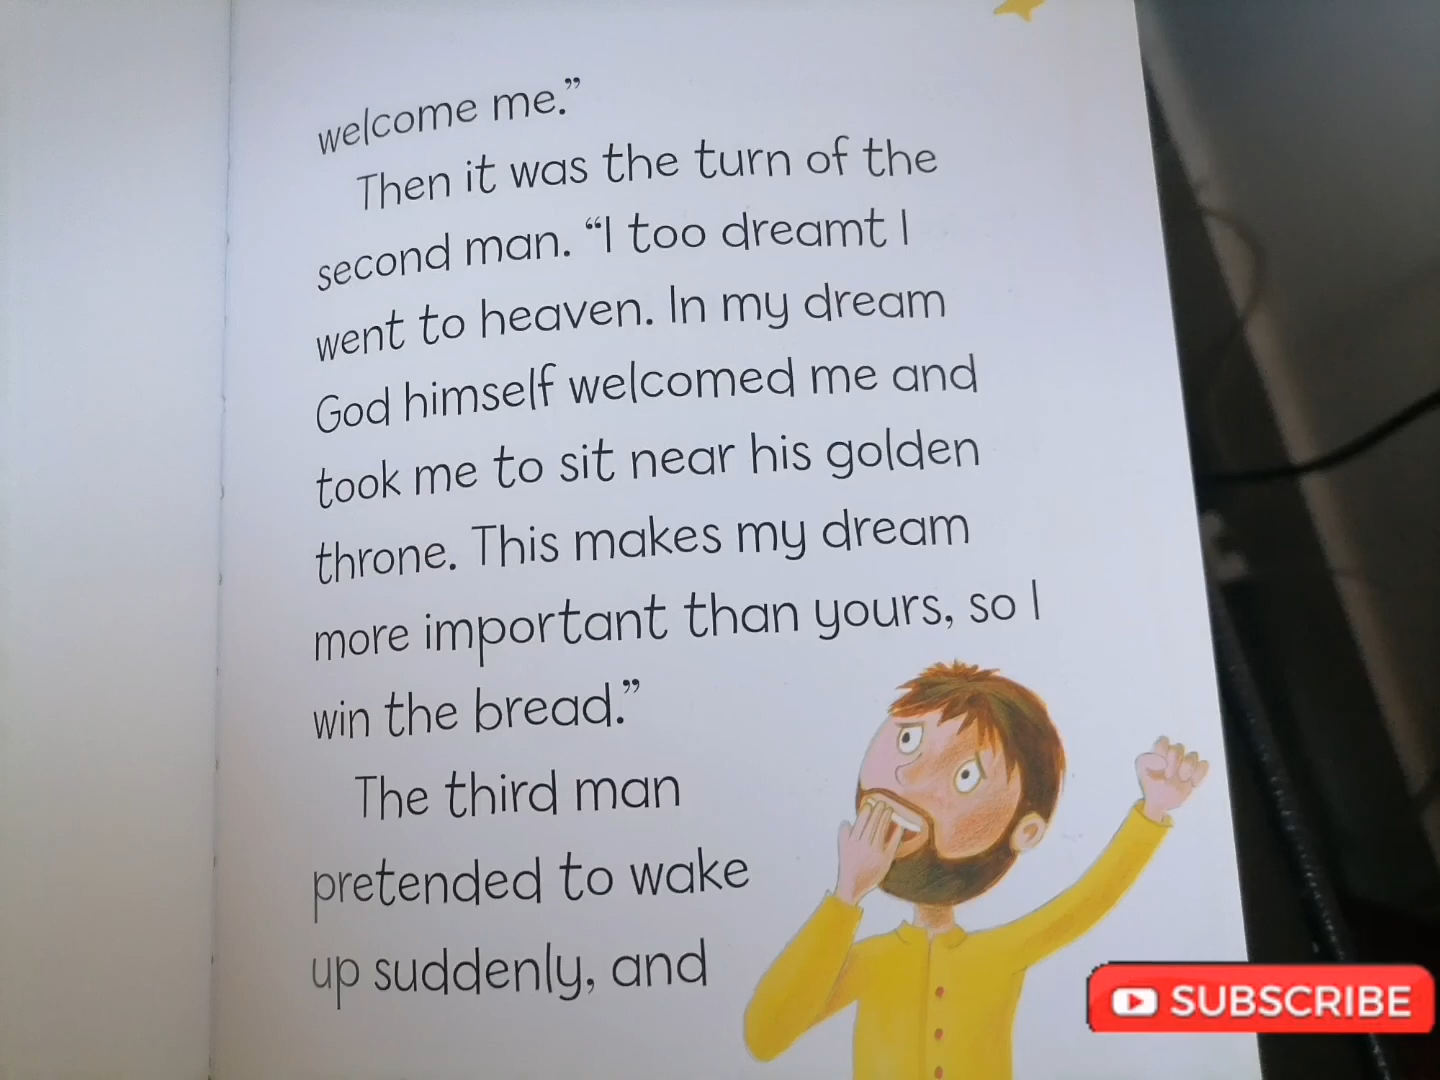 welcome me.”
Then it was the turn of the
second man. “I too dreamt I
went to heaven. In my dream
God himself welcomed me and
took me to sit near his golden
throne. This makes my dream
more important than yours, so I
win the bread.”
The third man
pretended to wake
up suddenly, and
SUBSCRIBE